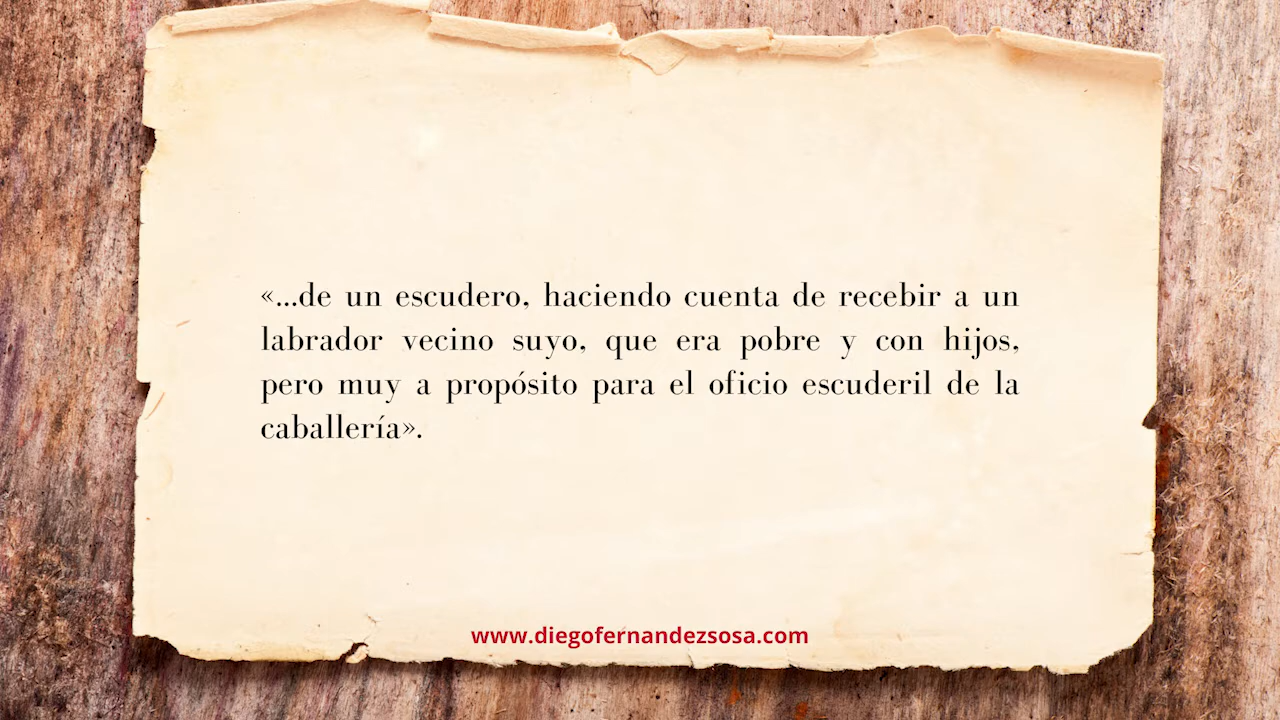 «...de un escudero, haciendo cuenta de recebir a un
labrador vecino suyo, que era pobre y con hijos,
pero muy a propósito para el oficio escuderil de la
caballería».
www.diegofernandezsosa.com